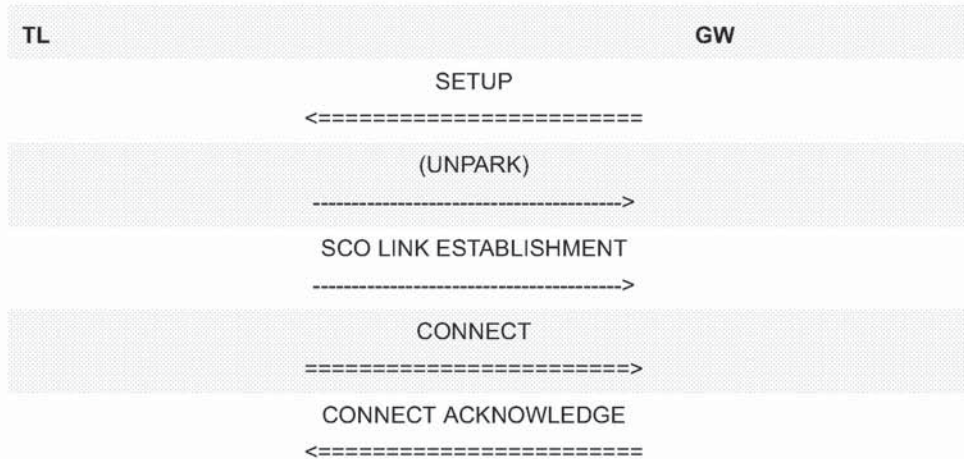 TL GW
SETUP
<========================
(UNPARK)
---------------------------------------->
SCO LINK ESTABLISHMENT
---------------------------------------->
CONNECT
========================>
CONNECT ACKNOWLEDGE
<========================